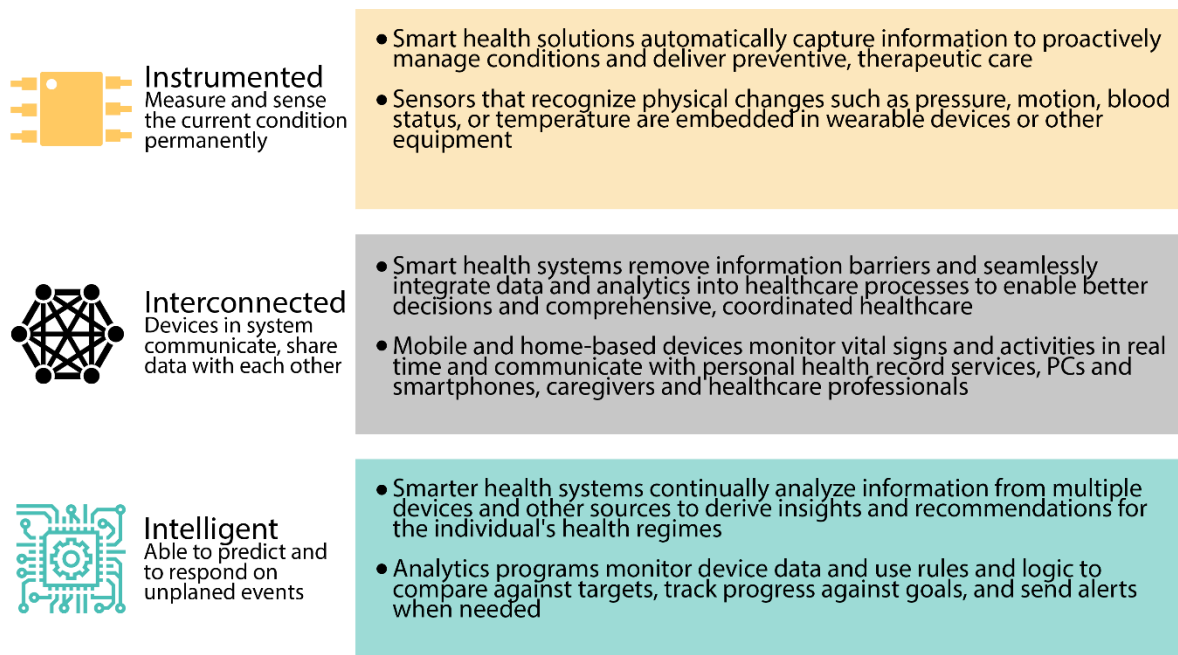 Instrumented
Measure and sense
the current condition
permanently
● Smart health solutions automatically capture information to proactively
manage conditions and deliver preventive, therapeutic care
● Sensors that recognize physical changes such as pressure, motion, blood
status, or temperature are embedded in wearable devices or other
equipment
Interconnected
Devices in system
communicate, share
data with each other
● Smart health systems remove information barriers and seamlessly
integrate data and analytics into healthcare processes to enable better
decisions and comprehensive, coordinated healthcare
● Mobile and home-based devices monitor vital signs and activities in real
time and communicate with personal health record services, PCs and
smartphones, caregivers and healthcare professionals
Intelligent
Able to predict and
to respond on
unplaned events
● Smarter health systems continually analyze information from multiple
devices and other sources to derive insights and recommendations for
the individual's health regimes
● Analytics programs monitor device data and use rules and logic to
compare against targets, track progress against goals, and send alerts
when needed